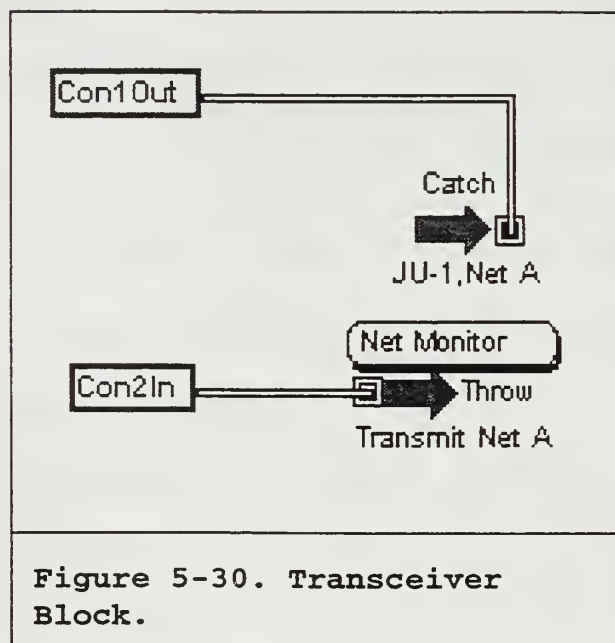 Con1Out
Catch
JU-1,Net A
Net Monitor
Con2In
Throw
Transmit Net A
Figure 5-30. Transceiver
Block.